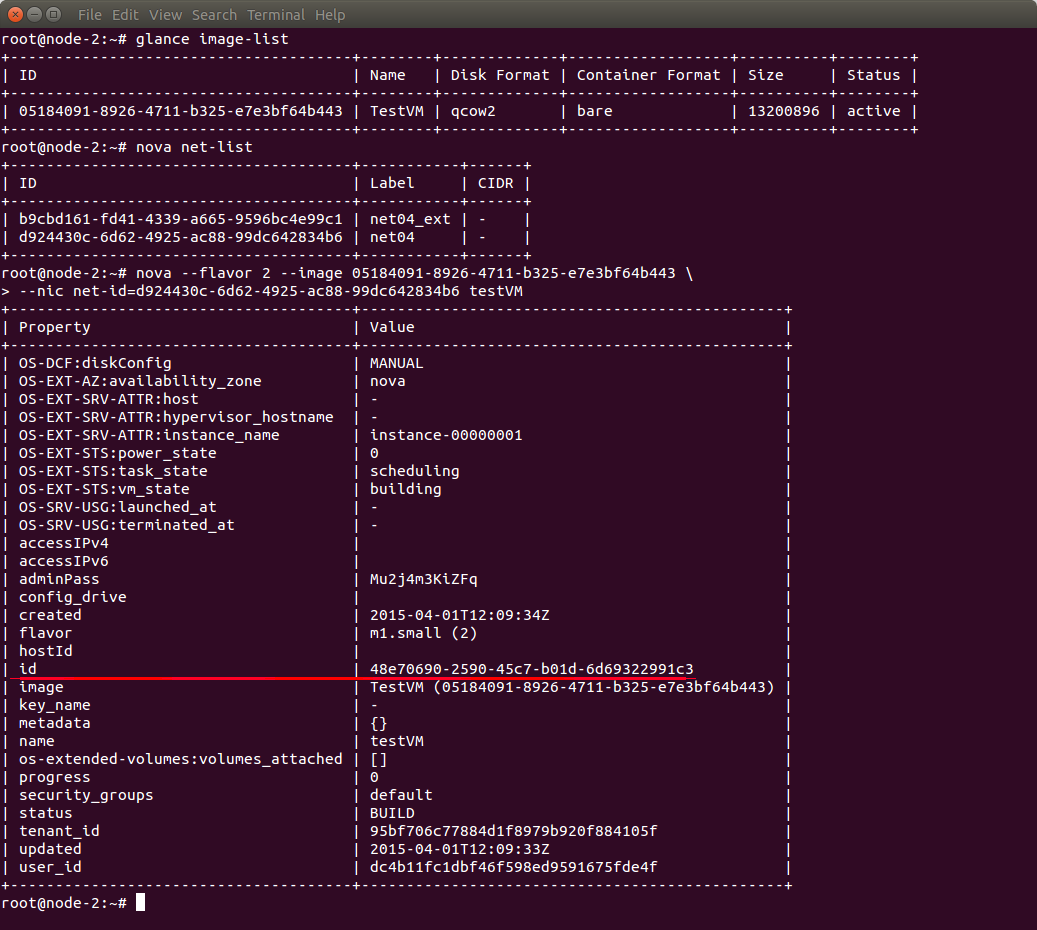 File Edit View Search Terminal Help
root@node-2:~# glance image-list
+--------------------------------------+--------+-------------+------------------+----------+--------+
| ID                                   | Name   | Disk Format | Container Format | Size     | Status |
+--------------------------------------+--------+-------------+------------------+----------+--------+
| 05184091-8926-4711-b325-e7e3bf64b443 | TestVM | qcow2       | bare             | 13200896 | active |
+--------------------------------------+--------+-------------+------------------+----------+--------+
root@node-2:~# nova net-list
+--------------------------------------+-----------+------+
| ID                                   | Label     | CIDR |
+--------------------------------------+-----------+------+
| b9cbd161-fd41-4339-a665-9596bc4e99c1 | net04_ext | -    |
| d924430c-6d62-4925-ac88-99dc642834b6 | net04     | -    |
+--------------------------------------+-----------+------+
root@node-2:~# nova --flavor 2 --image 05184091-8926-4711-b325-e7e3bf64b443 \
> --nic net-id=d924430c-6d62-4925-ac88-99dc642834b6 testVM
+--------------------------------------+-----------------------------------------------+
| Property                             | Value                                         |
+--------------------------------------+-----------------------------------------------+
| OS-DCF:diskConfig                    | MANUAL                                        |
| OS-EXT-AZ:availability_zone          | nova                                          |
| OS-EXT-SRV-ATTR:host                 | -                                             |
| OS-EXT-SRV-ATTR:hypervisor_hostname  | -                                             |
| OS-EXT-SRV-ATTR:instance_name        | instance-00000001                             |
| OS-EXT-STS:power_state               | 0                                             |
| OS-EXT-STS:task_state                | scheduling                                    |
| OS-EXT-STS:vm_state                  | building                                      |
| OS-SRV-USG:launched_at               | -                                             |
| OS-SRV-USG:terminated_at             | -                                             |
| accessIPv4                           |                                               |
| accessIPv6                           |                                               |
| adminPass                            | Mu2j4m3KiZFq                                  |
| config_drive                         |                                               |
| created                              | 2015-04-01T12:09:34Z                          |
| flavor                               | m1.small (2)                                  |
| hostId                               |                                               |
| id                                   | 48e70690-2590-45c7-b01d-6d69322991c3          |
| image                                | TestVM (05184091-8926-4711-b325-e7e3bf64b443) |
| key_name                             | -                                             |
| metadata                             | {}                                            |
| name                                 | testVM                                        |
| os-extended-volumes:volumes_attached | []                                            |
| progress                             | 0                                             |
| security_groups                      | default                                       |
| status                               | BUILD                                         |
| tenant_id                            | 95bf706c77884d1f8979b920f884105f              |
| updated                              | 2015-04-01T12:09:33Z                          |
| user_id                              | dc4b11fc1dbf46f598ed9591675fde4f              |
+--------------------------------------+-----------------------------------------------+
root@node-2:~#